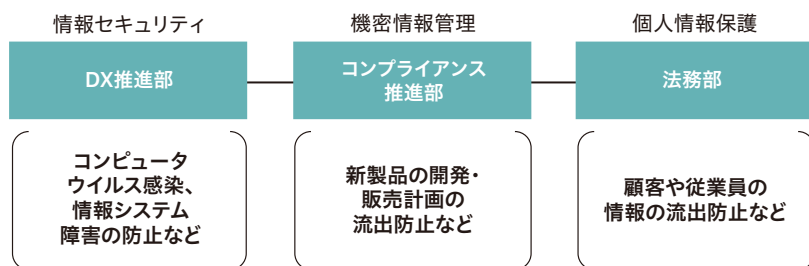 情報セキュリティ
機密情報管理
個人情報保護
DX推進部
コンプライアンス
推進部
法務部
コンピュータ
ウイルス感染、
情報システム
障害の防止など
新製品の開発・
販売計画の
流出防止など
顧客や従業員の
情報の流出防止など